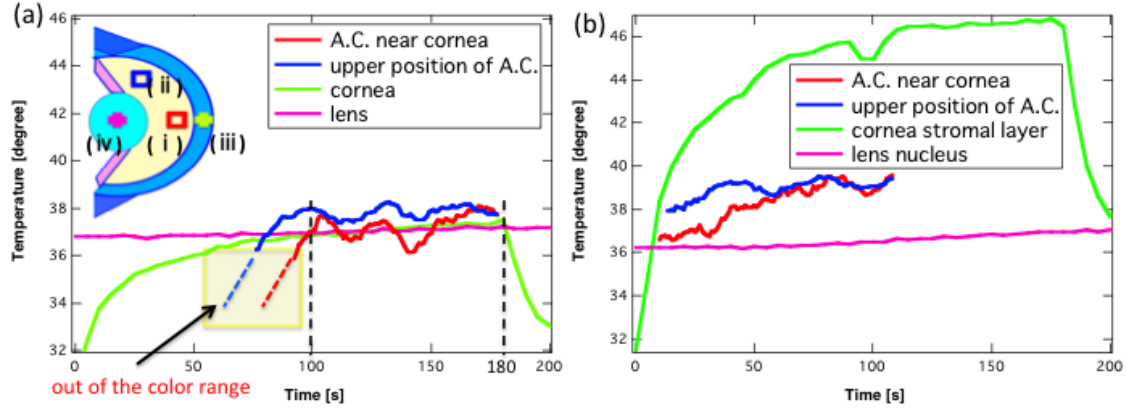 (a)
46
44
42
40
38
36
34
32
Temperature [degree]
A.C. near cornea
upper position of A.C.
cornea
lens
(ii)
(iv)
(i)
(iii)
out of the color range
0
50
100
150
180
200
Time [s]
(b)
46
44
42
40
38
36
34
32
Temperature [degree]
A.C. near cornea
upper position of A.C.
cornea stromal layer
lens nucleus
0
50
100
150
200
Time [s]